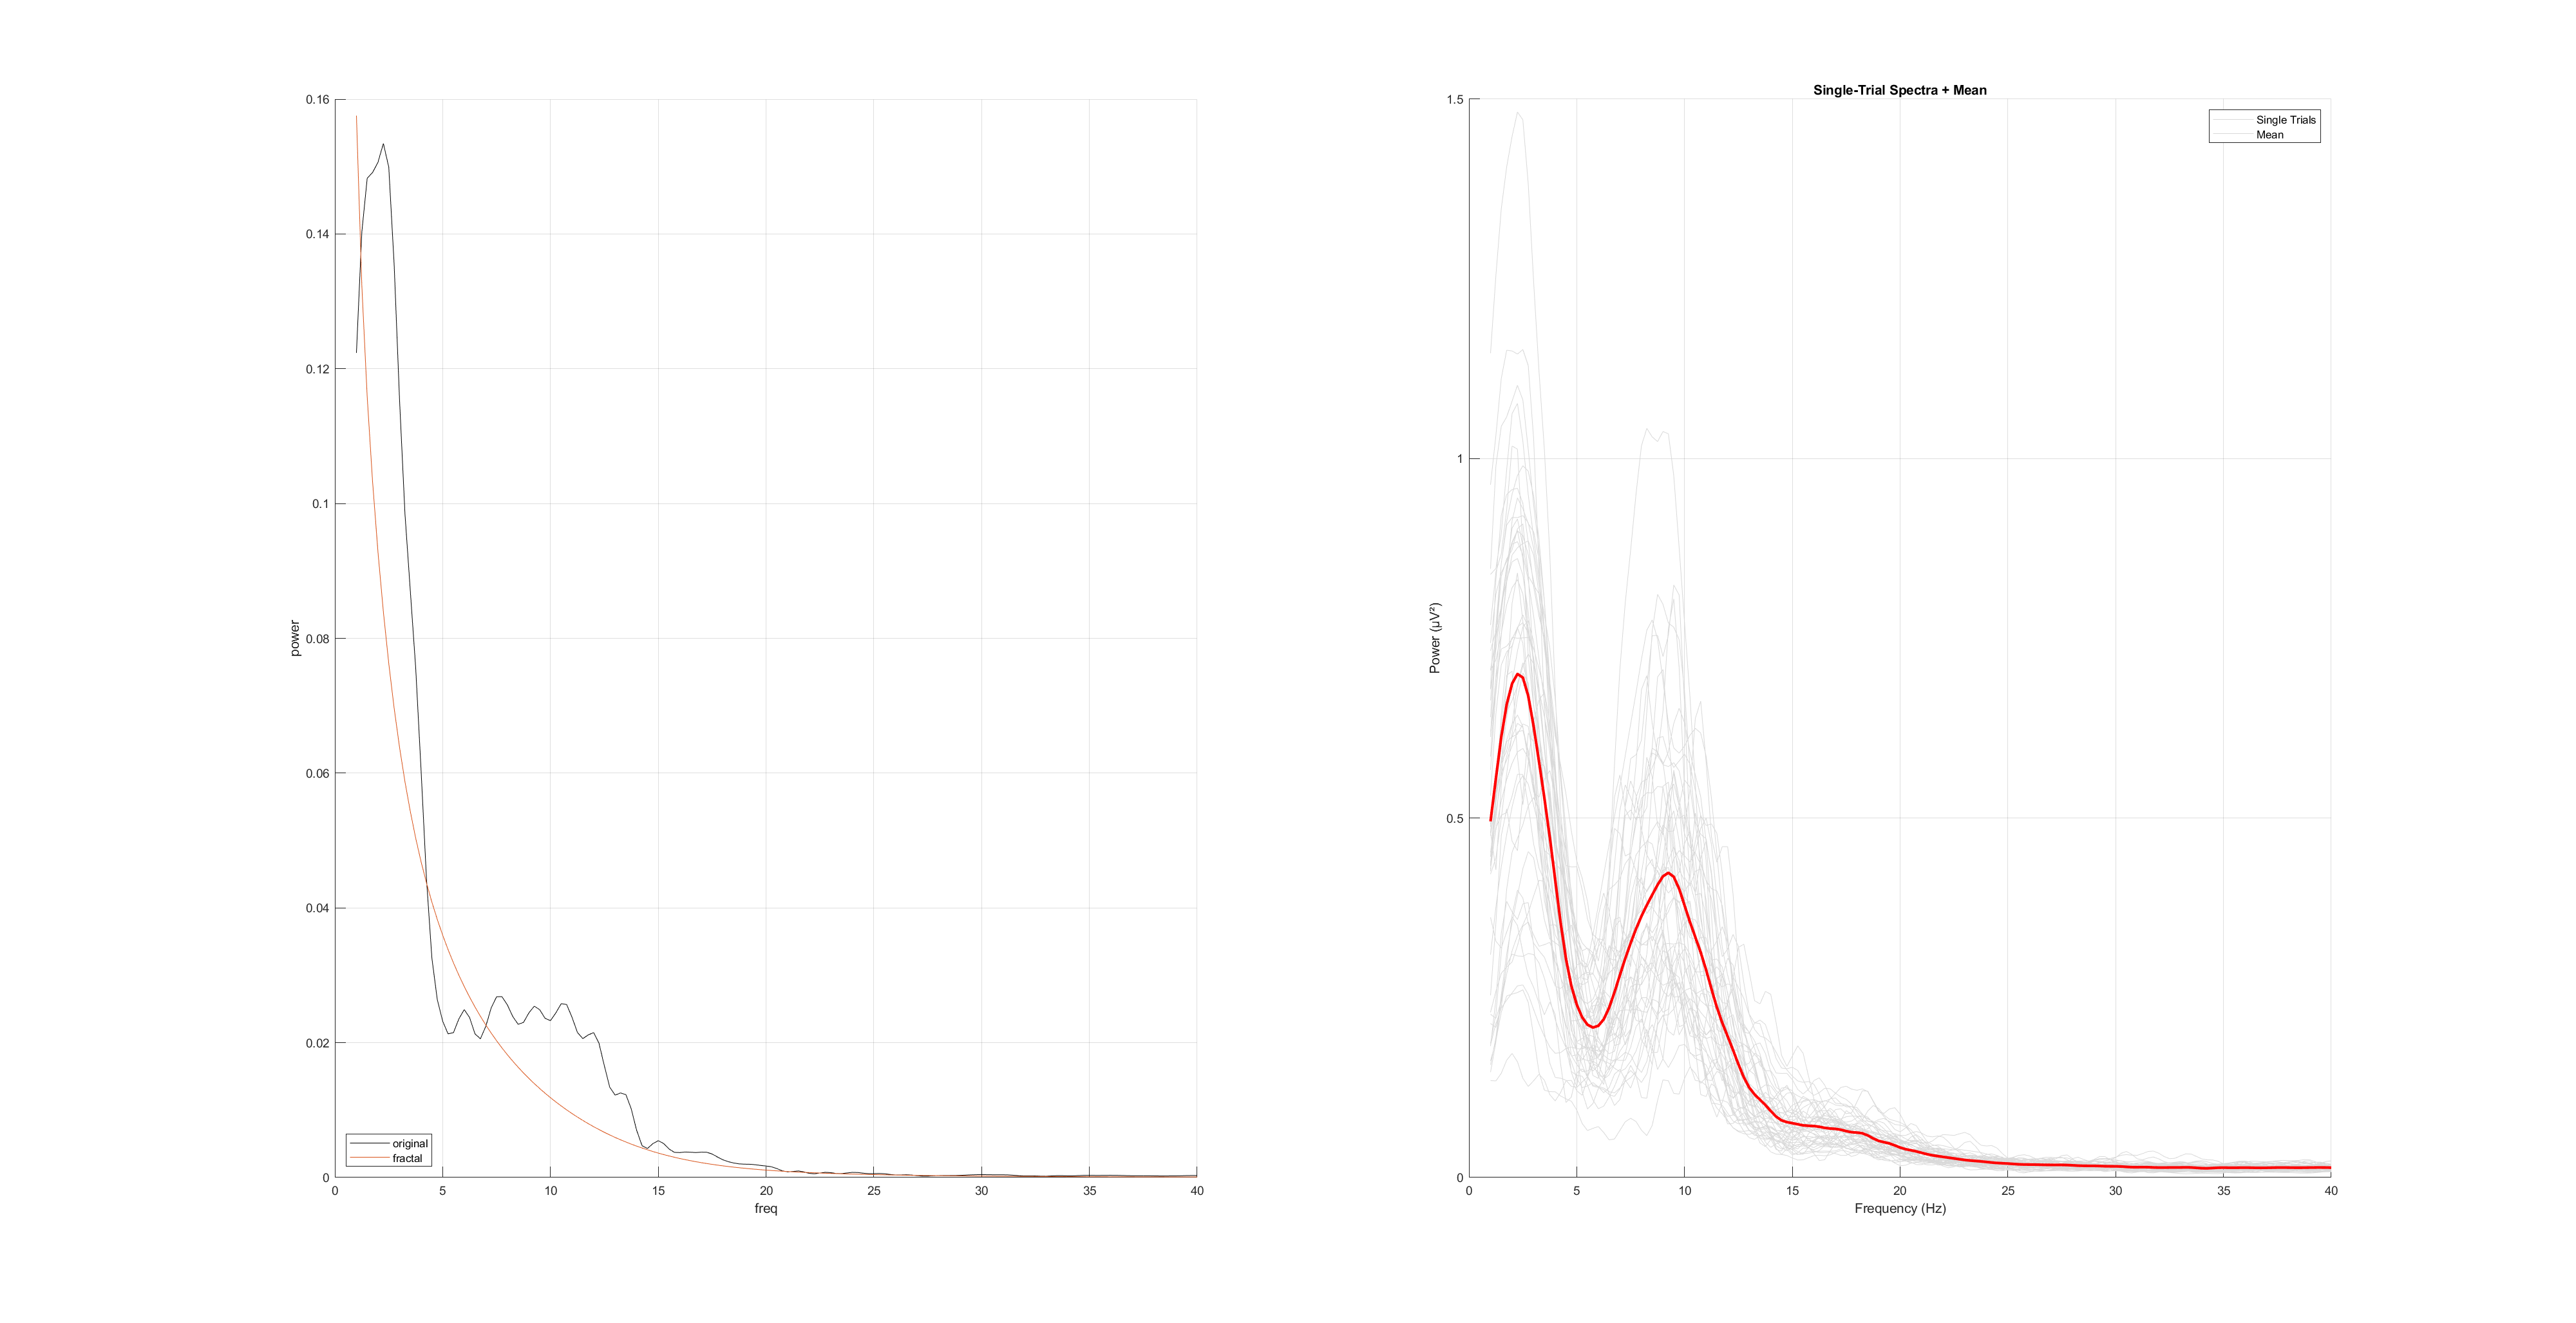 0.16
0.14
0.12
0.1
0.08
0.06
0.04
0.02
0
power
original
fractal
0 5 10 15 20 25 30 35 40
freq
Single-Trial Spectra + Mean
1.5
1
0.5
0
Power (µV²)
Single Trials
Mean
0 5 10 15 20 25 30 35 40
Frequency (Hz)